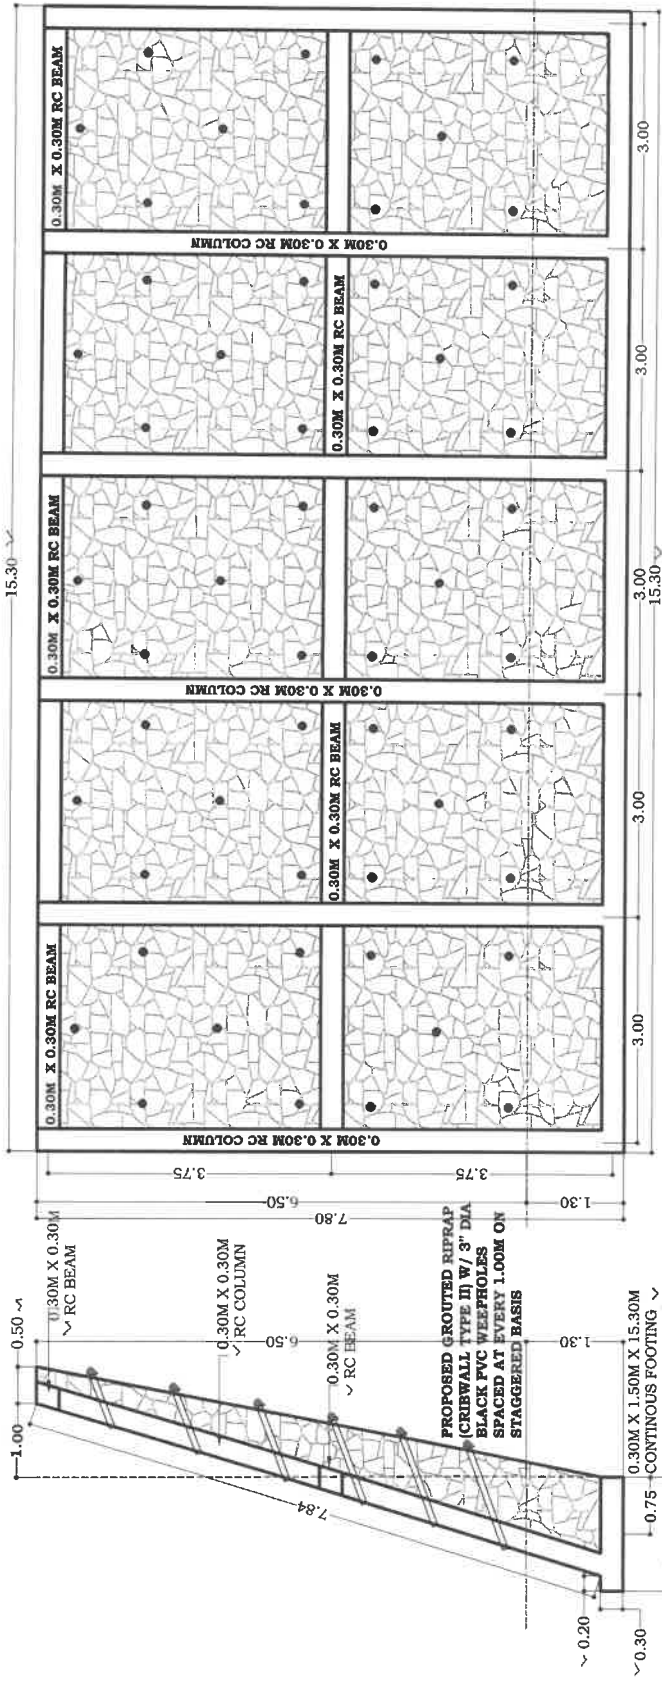 15.30
0.30M X 0.30M RC BEAM
0.30M X 0.30M RC BEAM
0.30M X 0.30M RC BEAM
0.30M X 0.30M RC BEAM
0.30M X 0.30M RC BEAM
0.30M X 0.30M RC COLUMN
0.30M X 0.30M RC COLUMN
0.30M X 0.30M RC COLUMN
3.00
3.00
3.00
3.00
3.00
15.30
3.75
3.75
6.50
1.30
7.80
0.50
1.00
0.30M X 0.30M
RC BEAM
0.30M X 0.30M
RC COLUMN
0.30M X 0.30M
RC BEAM
6.50
1.30
7.84
PROPOSED GROUTED RIPRAP
(CRIBWALL TYPE II) W/ 3" DIA
BLACK PVC WEEPHOLES
SPACED AT EVERY 1.00M ON
STAGGERED BASIS
0.30M X 1.50M X 15.30M
CONTINOUS FOOTING
0.75
0.20
0.30